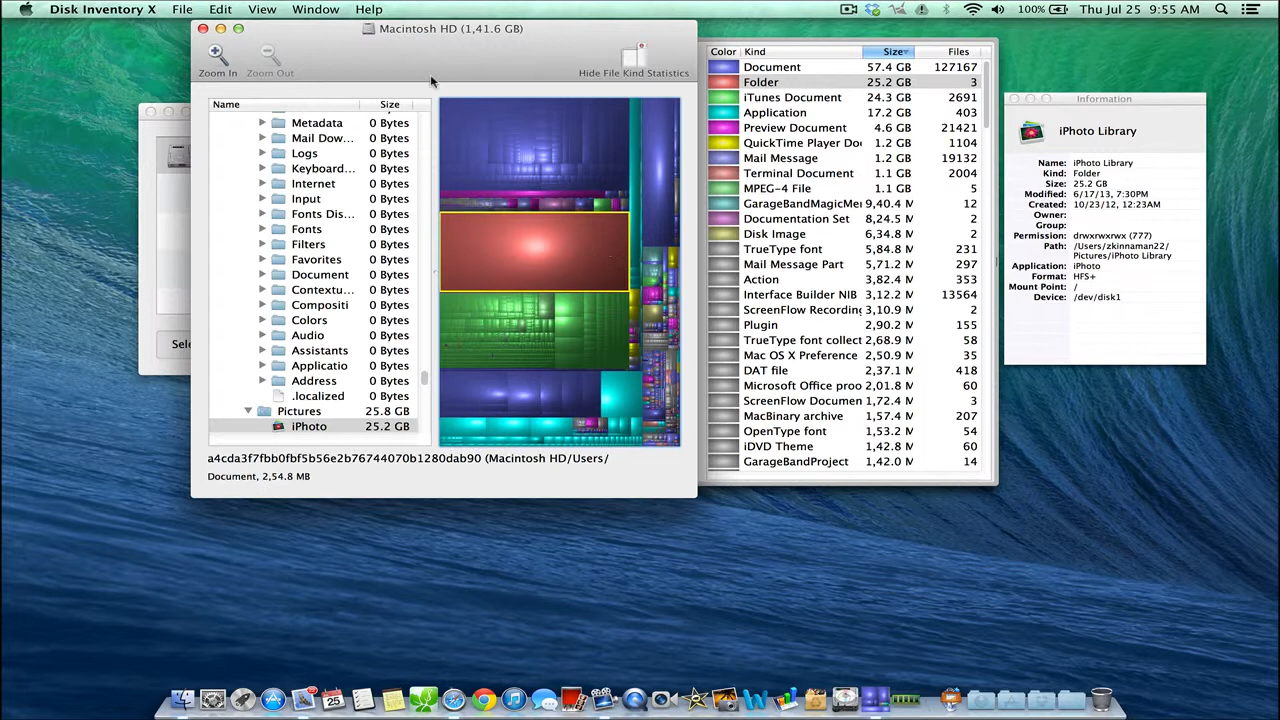 Disk Inventory X File Edit View Window Help
100% Thu Jul 25 9:55 AM
Macintosh HD (1,41.6 GB)
Zoom In Zoom Out
Hide File Kind Statistics
Name Size
Metadata 0 Bytes
Mail Dow... 0 Bytes
Logs 0 Bytes
Keyboard... 0 Bytes
Internet 0 Bytes
Input 0 Bytes
Fonts Dis... 0 Bytes
Fonts 0 Bytes
Filters 0 Bytes
Favorites 0 Bytes
Document 0 Bytes
Contextu... 0 Bytes
Compositi 0 Bytes
Colors 0 Bytes
Audio 0 Bytes
Assistants 0 Bytes
Applicatio 0 Bytes
Address 0 Bytes
.localized 0 Bytes
Pictures 25.8 GB
iPhoto 25.2 GB
a4cda3f7fbb0fbf5b56e2b76744070b1280dab90 (Macintosh HD/Users/
Document, 2,54.8 MB
Sele
Color Kind Size Files
Document 57.4 GB 127167
Folder 25.2 GB 3
iTunes Document 24.3 GB 2691
Application 17.2 GB 403
Preview Document 4.6 GB 21421
QuickTime Player Doc 1.2 GB 1104
Mail Message 1.2 GB 19132
Terminal Document 1.1 GB 2004
MPEG-4 File 1.1 GB 5
GarageBandMagicMen 9,40.4 M 12
Documentation Set 8,24.5 M 2
Disk Image 6,34.8 M 2
TrueType font 5,84.8 M 231
Mail Message Part 5,71.2 M 297
Action 3,82.4 M 353
Interface Builder NIB 3,12.2 M 13564
ScreenFlow Recording 3,10.9 M 2
Plugin 2,90.2 M 155
TrueType font collect 2,68.9 M 58
Mac OS X Preference 2,50.9 M 35
DAT file 2,37.1 M 418
Microsoft Office proo 2,01.8 M 60
ScreenFlow Documen 1,72.4 M 3
MacBinary archive 1,57.4 M 207
OpenType font 1,53.2 M 54
iDVD Theme 1,42.8 M 60
GarageBandProject 1,42.0 M 14
Information
iPhoto Library
Name: iPhoto Library
Kind: Folder
Size: 25.2 GB
Modified: 6/17/13, 7:30PM
Created: 10/23/12, 12:23AM
Owner:
Group:
Permission: drwxrwxrwx (777)
Path: /Users/zkinnaman22/
Pictures/iPhoto Library
Application: iPhoto
Format: HFS+
Mount Point: /
Device: /dev/disk1
25